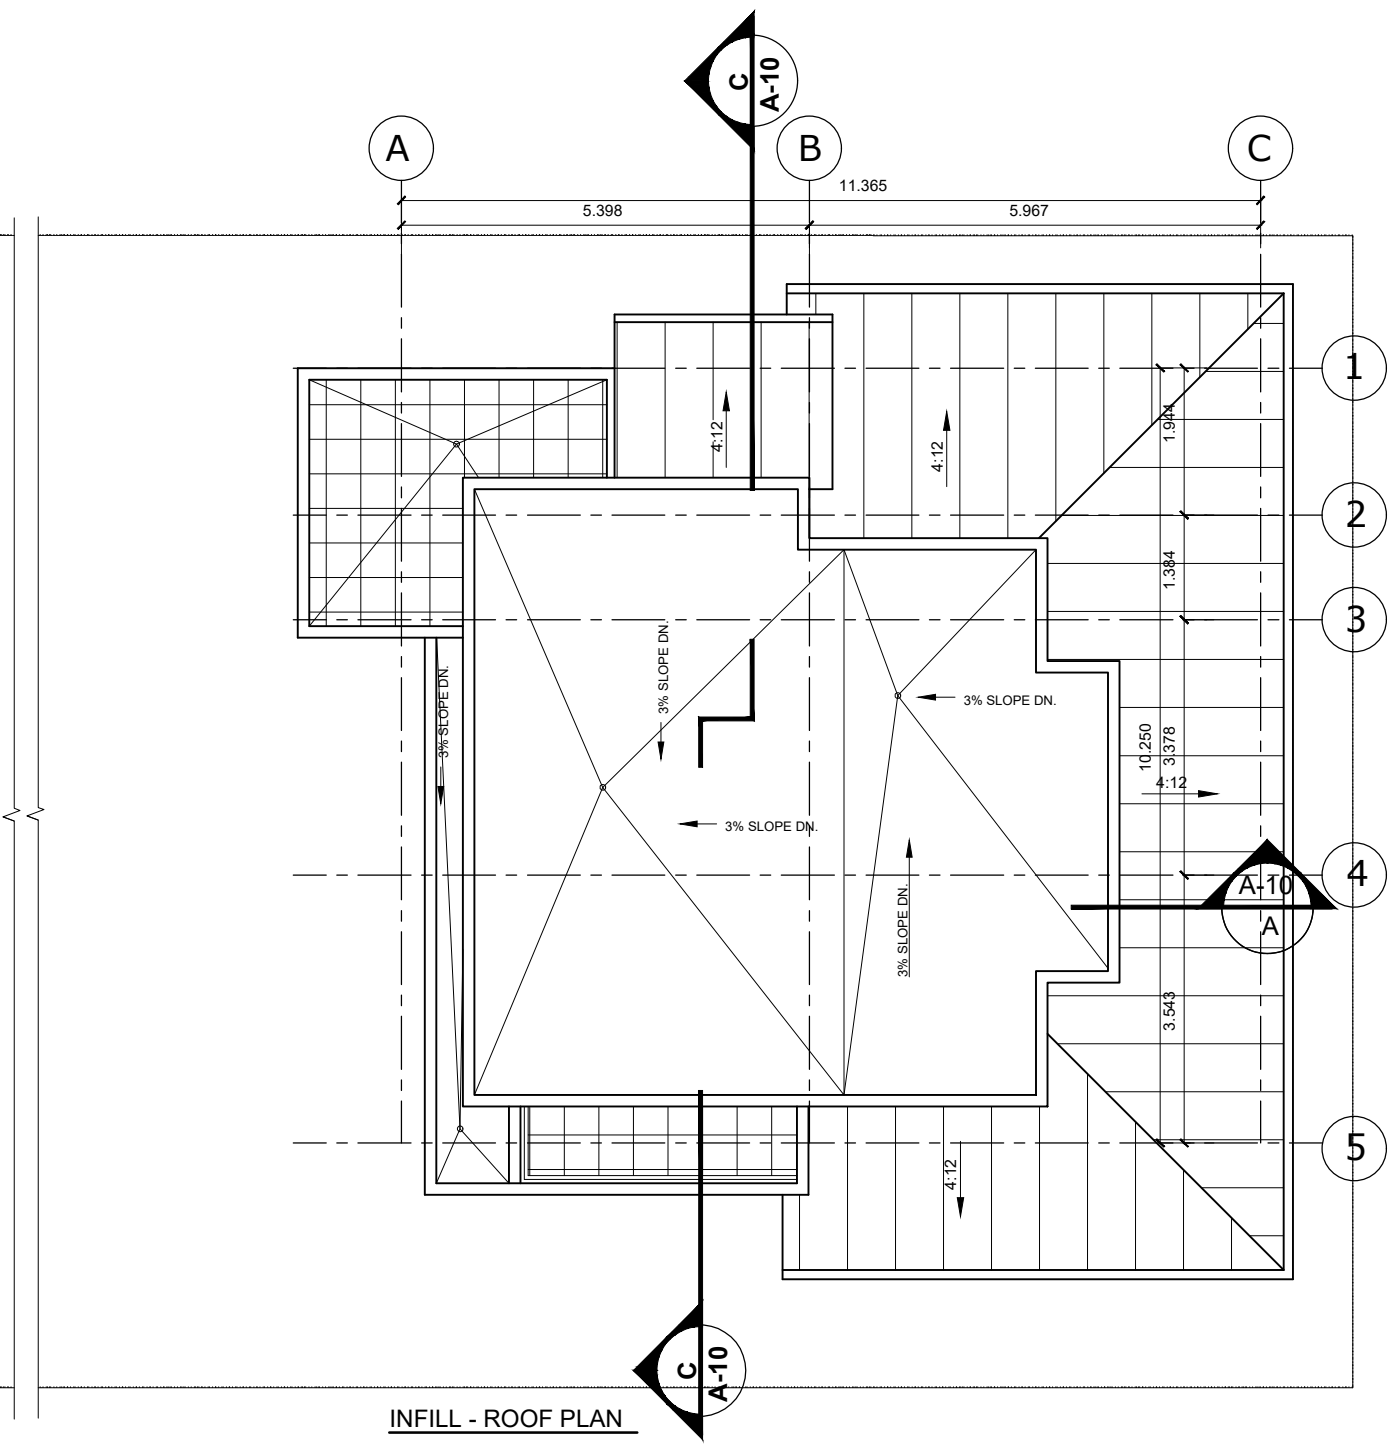 C
A-10
A
B
C
11.365
5.398
5.967
1
1.944
4:12
4:12
2
1.384
3
3% SLOPE DN.
3% SLOPE DN.
3% SLOPE DN.
10.250
3.378
4:12
3% SLOPE DN.
4
A-10
A
3% SLOPE DN.
3.543
5
4:12
C
A-10
INFILL - ROOF PLAN